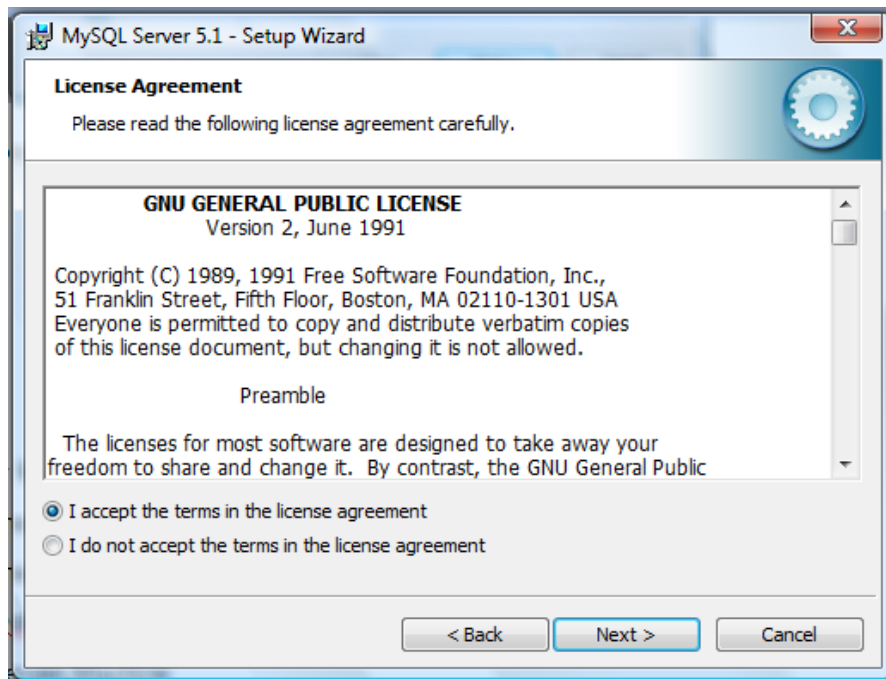 MySQL Server 5.1 - Setup Wizard
License Agreement
Please read the following license agreement carefully.
GNU GENERAL PUBLIC LICENSE
Version 2, June 1991
Copyright (C) 1989, 1991 Free Software Foundation, Inc.,
51 Franklin Street, Fifth Floor, Boston, MA 02110-1301 USA
Everyone is permitted to copy and distribute verbatim copies
of this license document, but changing it is not allowed.
Preamble
The licenses for most software are designed to take away your
freedom to share and change it.  By contrast, the GNU General Public
I accept the terms in the license agreement
I do not accept the terms in the license agreement
< Back Next > Cancel